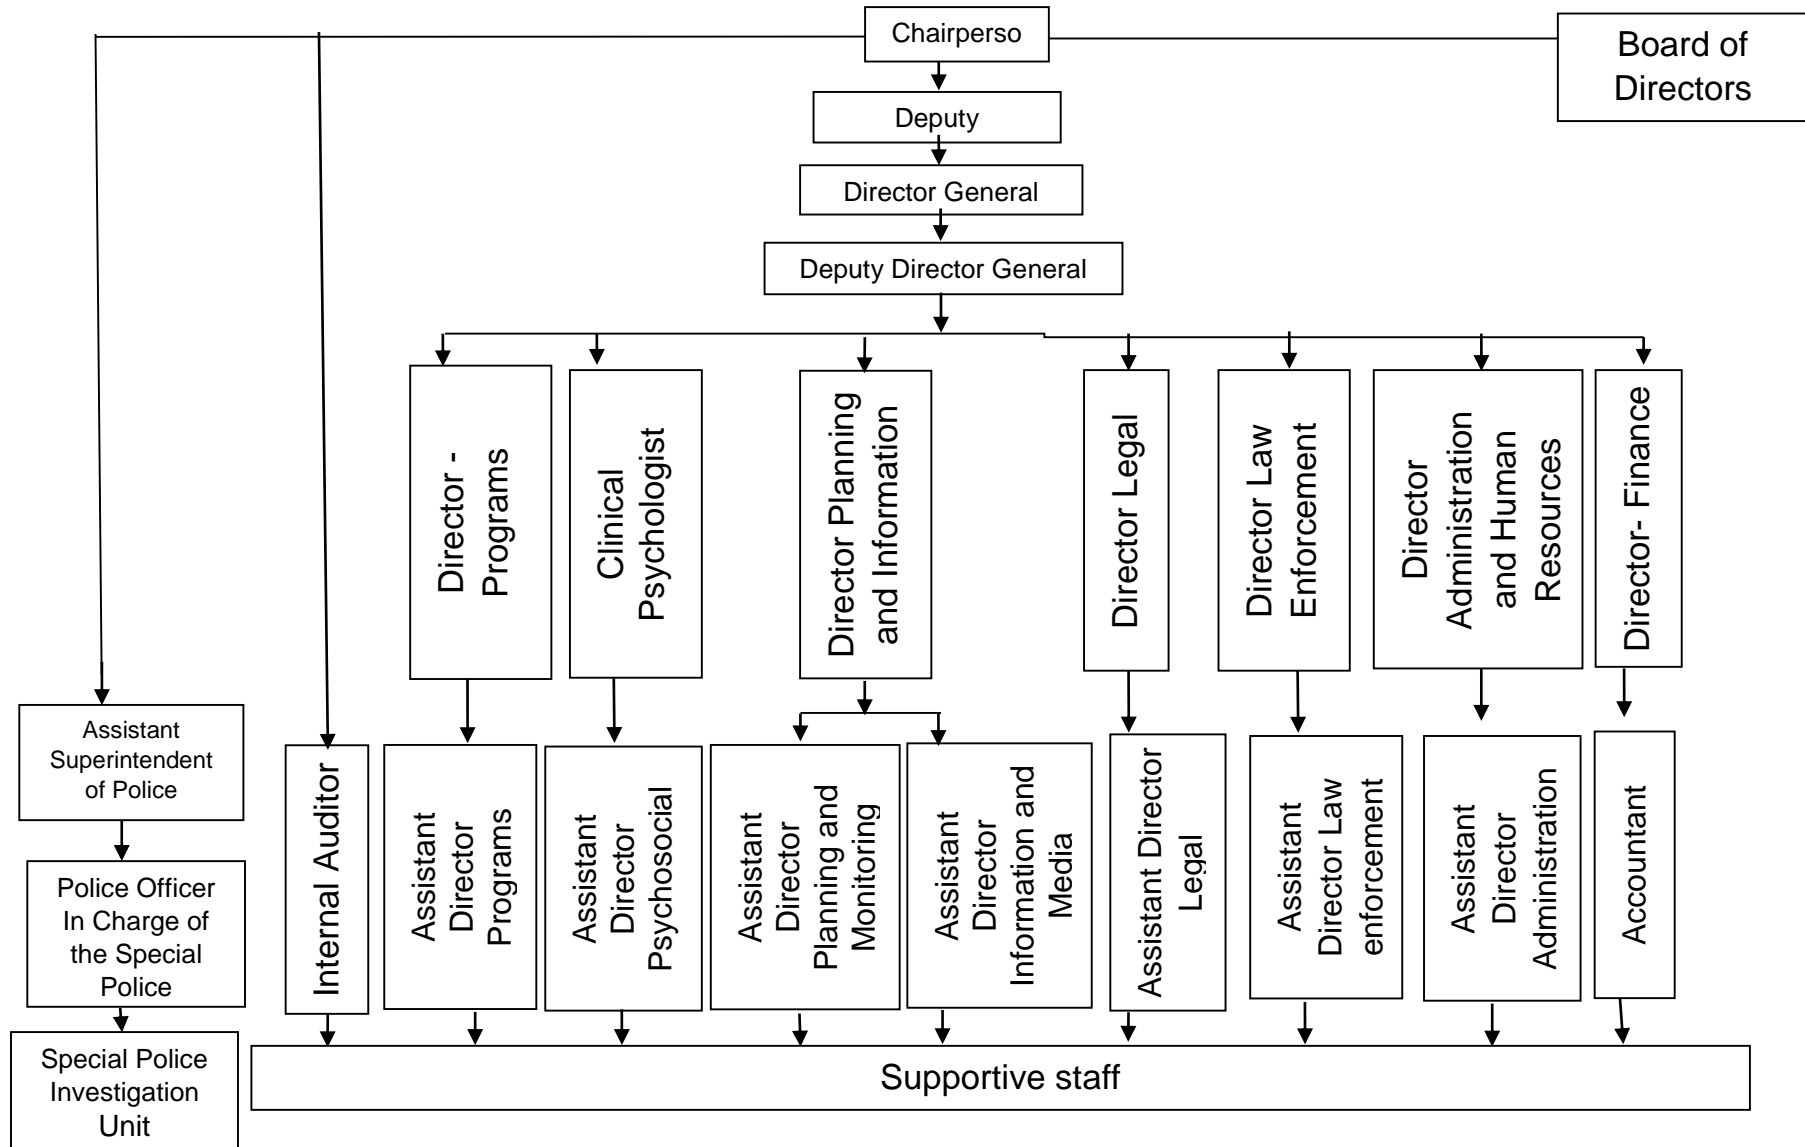 Chairperso
Board of
Directors
Deputy
Director General
Deputy Director General
Director -
Programs
Clinical
Psychologist
Director Planning
and Information
Director Legal
Director Law
Enforcement
Director
Administration
and Human
Resources
Director- Finance
Assistant
Superintendent
of Police
Police Officer
In Charge of
the Special
Police
Special Police
Investigation
Unit
Internal Auditor
Assistant
Director
Programs
Assistant
Director
Psychosocial
Assistant
Director
Planning and
Monitoring
Assistant
Director
Information and
Media
Assistant Director
Legal
Assistant
Director Law
enforcement
Assistant
Director
Administration
Accountant
Supportive staff